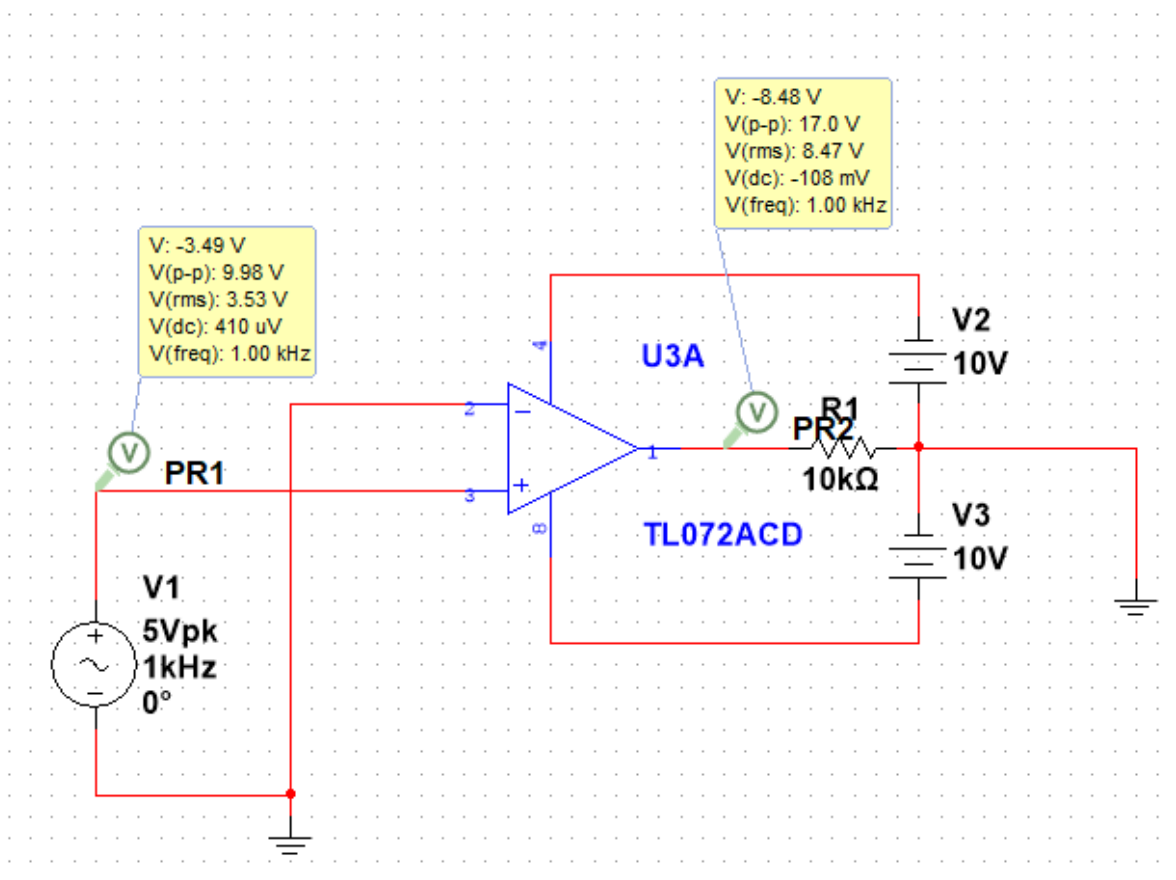 V: -8.48 V
V(p-p): 17.0 V
V(rms): 8.47 V
V(dc): -108 mV
V(freq): 1.00 kHz
V: -3.49 V
V(p-p): 9.98 V
V(rms): 3.53 V
V(dc): 410 uV
V(freq): 1.00 kHz
V2
10V
4
U3A
V
R1
PR2
10kΩ
2
−
1
V
PR1
+
3
8
TL072ACD
V3
10V
V1
5Vpk
1kHz
0°
+
−